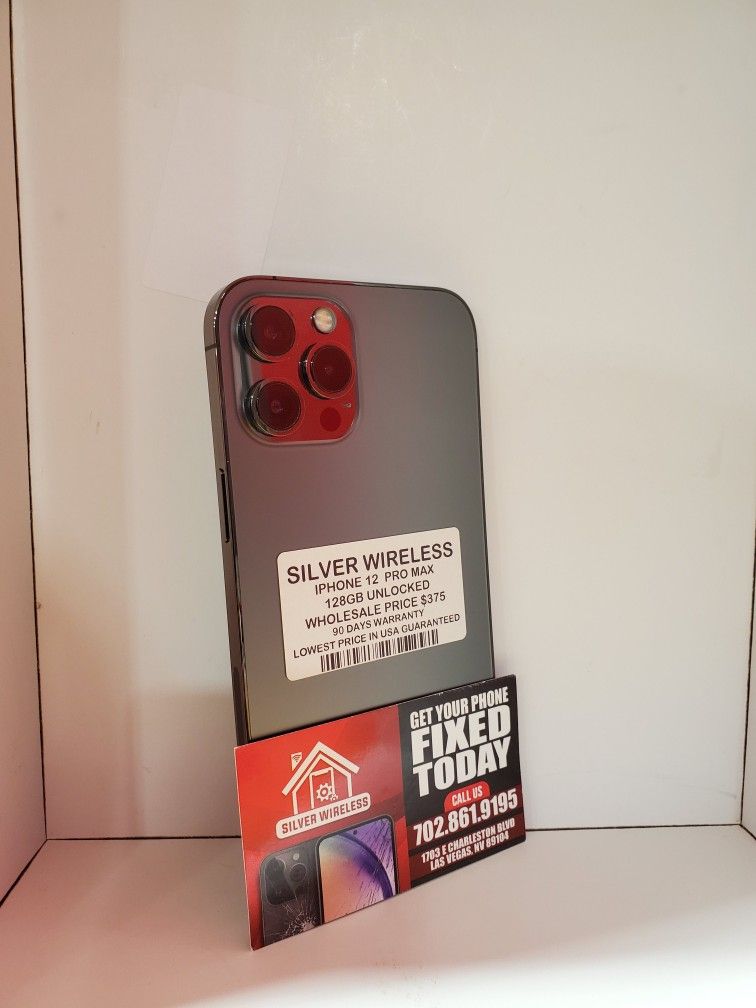 SILVER WIRELESS
IPHONE 12 PRO MAX
128GB UNLOCKED
WHOLESALE PRICE $375
90 DAYS WARRANTY
LOWEST PRICE IN USA GUARANTEED
SILVER WIRELESS
GET YOUR PHONE
FIXED
TODAY
CALL US
702.861.9195
1703 E CHARLESTON BLVD
LAS VEGAS, NV 89104